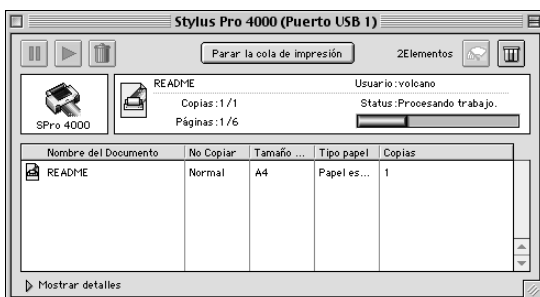 Stylus Pro 4000 (Puerto USB 1)
Parar la cola de impresión
2Elementos
SPro 4000
README
Usuario:volcano
Copias:1/1
Status:Procesando trabajo.
Páginas:1/6
Nombre del Documento No Copiar Tamaño ... Tipo papel Copias
README Normal A4 Papel es... 1
Mostrar detalles